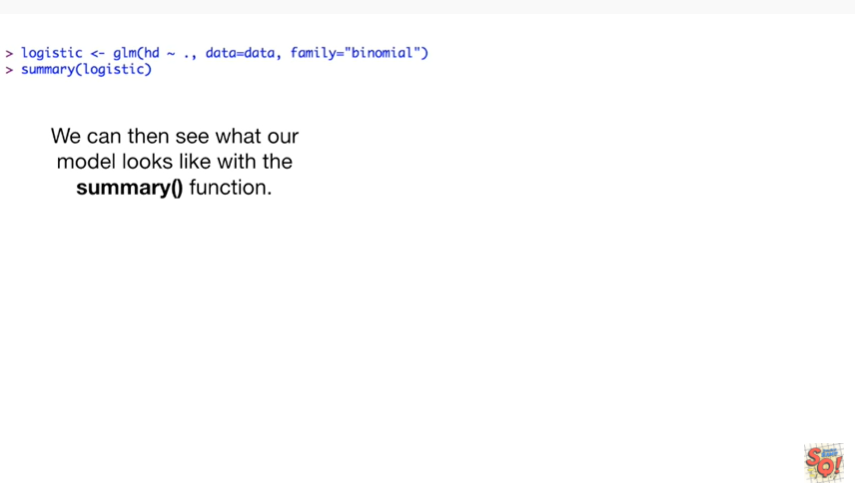 > logistic <- glm(hd ~ ., data=data, family="binomial")
> summary(logistic)
We can then see what our
model looks like with the
summary() function.
SQ!